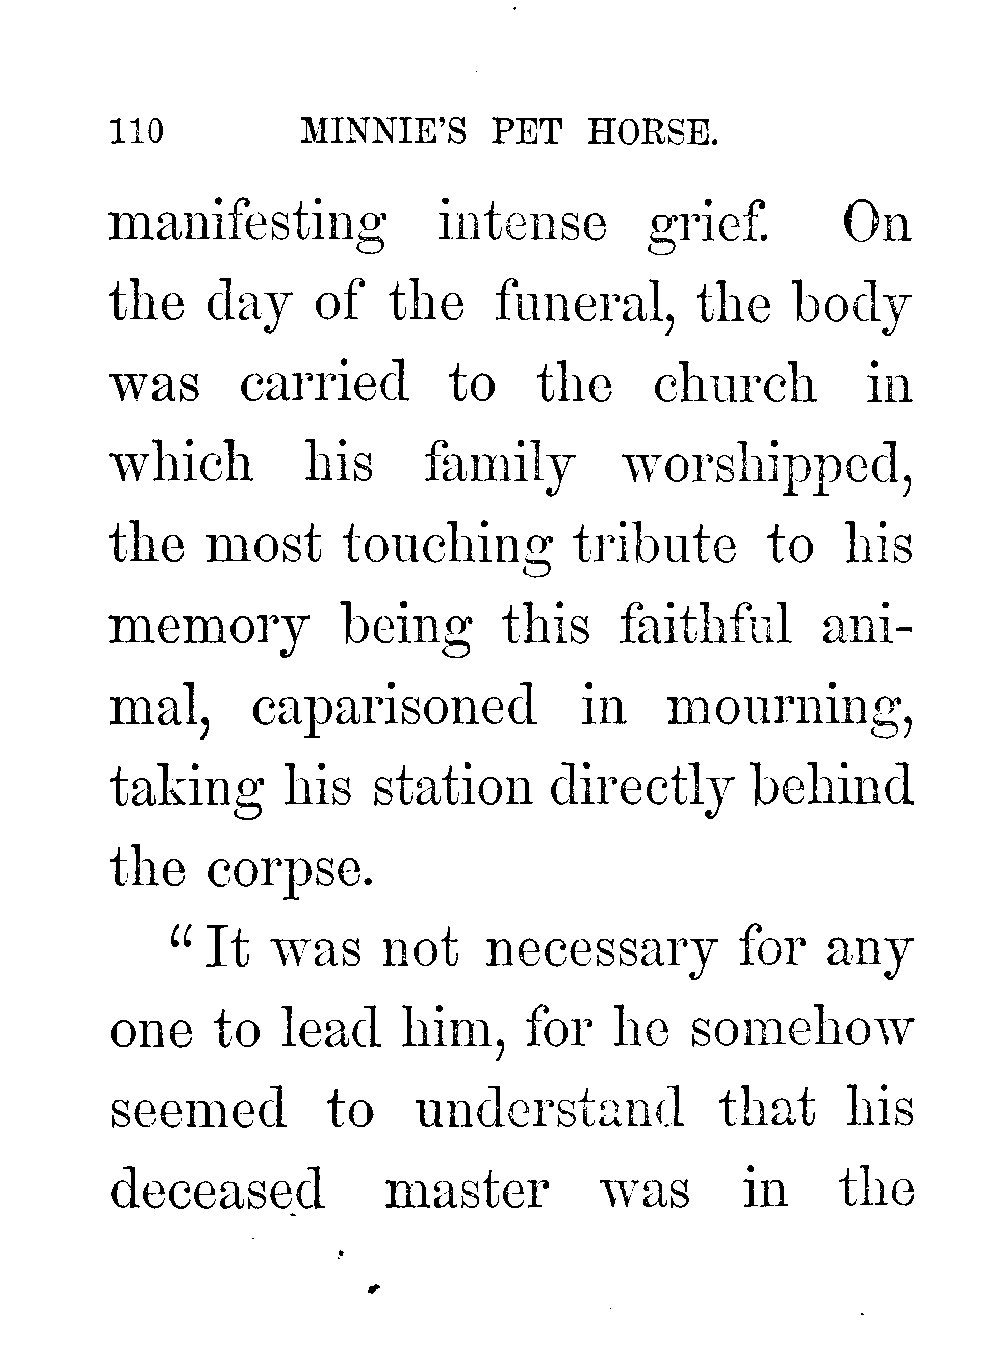 110 MINNIE'S PET HORSE.
manifesting intense grief. On
the day of the funeral, the body
was carried to the church in
which his family worshipped,
the most touching tribute to his
memory being this faithful ani-
mal, caparisoned in mourning,
taking his station directly behind
the corpse.
"It was not necessary for any
one to lead him, for he somehow
seemed to understand that his
deceased master was in the